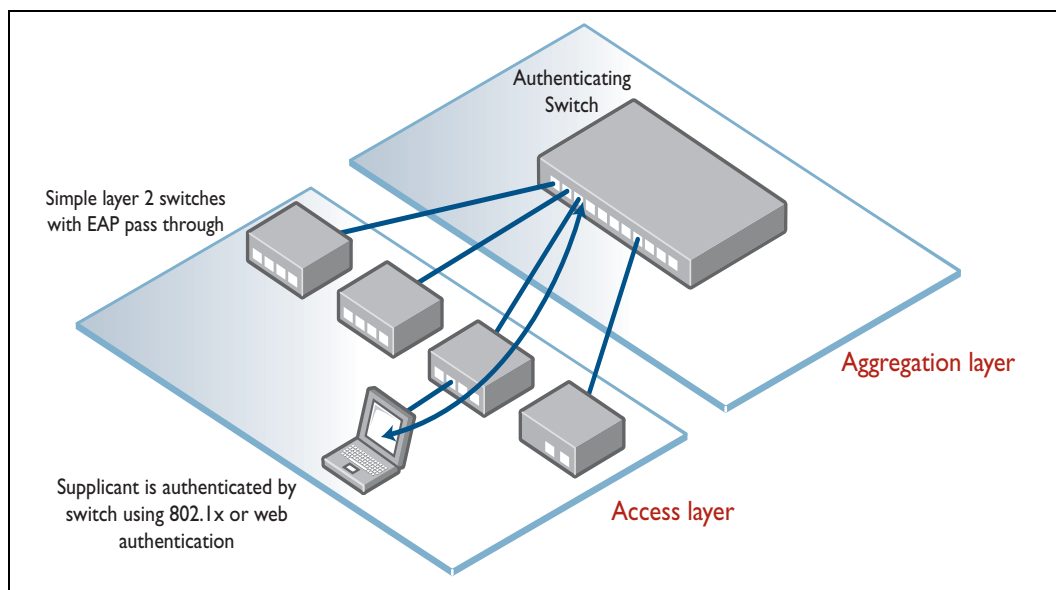 Authenticating
Switch
Simple layer 2 switches
with EAP pass through
Aggregation layer
Supplicant is authenticated by
switch using 802.1x or web
authentication
Access layer